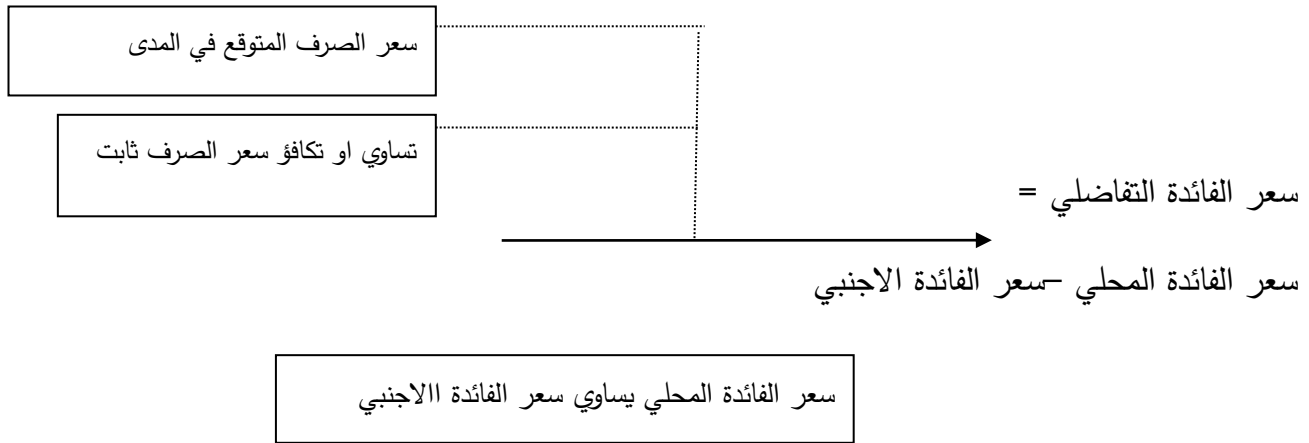 سعر الصرف المتوقع في المدى
تساوي او تكافؤ سعر الصرف ثابت
سعر الفائدة التفاضلي =
سعر الفائدة المحلي –سعر الفائدة الاجنبي
سعر الفائدة المحلي يساوي سعر الفائدة االاجنبي